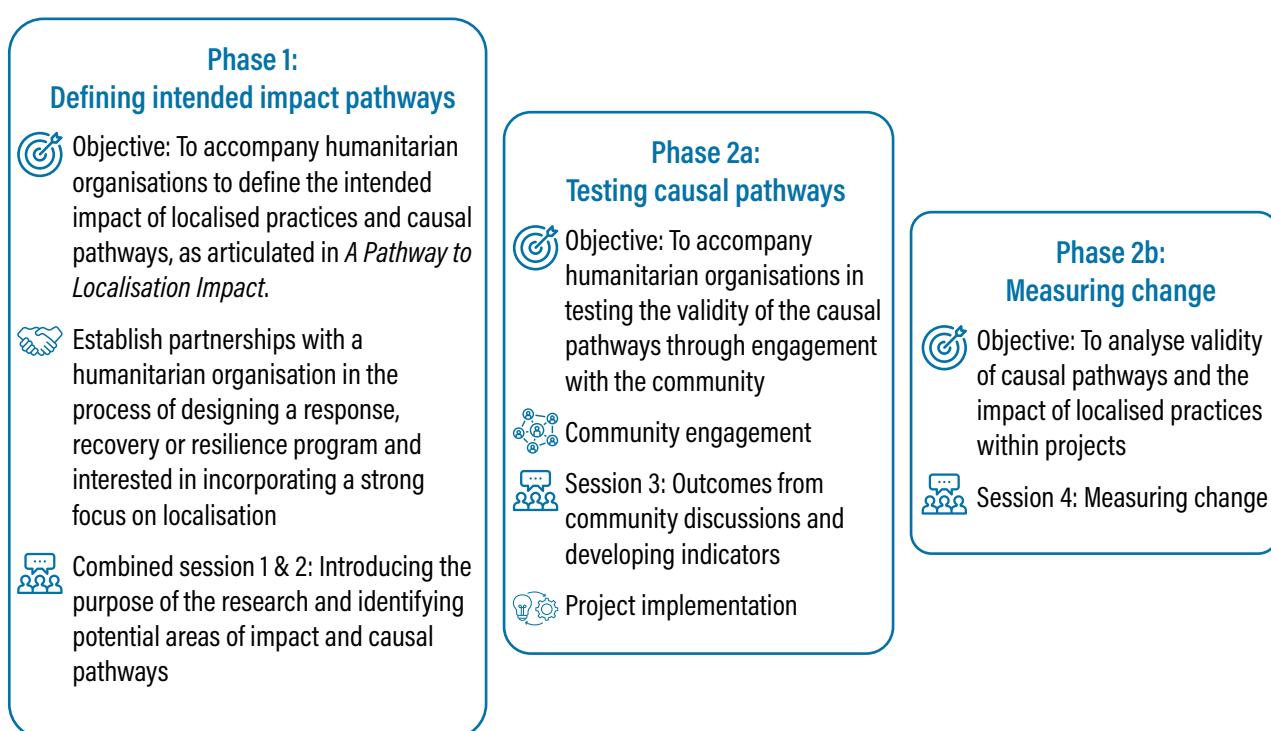 Phase 1:
Defining intended impact pathways
Objective: To accompany humanitarian
organisations to define the intended
impact of localised practices and causal
pathways, as articulated in A Pathway to
Localisation Impact.
Establish partnerships with a
humanitarian organisation in the
process of designing a response,
recovery or resilience program and
interested in incorporating a strong
focus on localisation
Combined session 1 & 2: Introducing the
purpose of the research and identifying
potential areas of impact and causal
pathways
Phase 2a:
Testing causal pathways
Objective: To accompany
humanitarian organisations in
testing the validity of the causal
pathways through engagement
with the community
Community engagement
Session 3: Outcomes from
community discussions and
developing indicators
Project implementation
Phase 2b:
Measuring change
Objective: To analyse validity
of causal pathways and the
impact of localised practices
within projects
Session 4: Measuring change